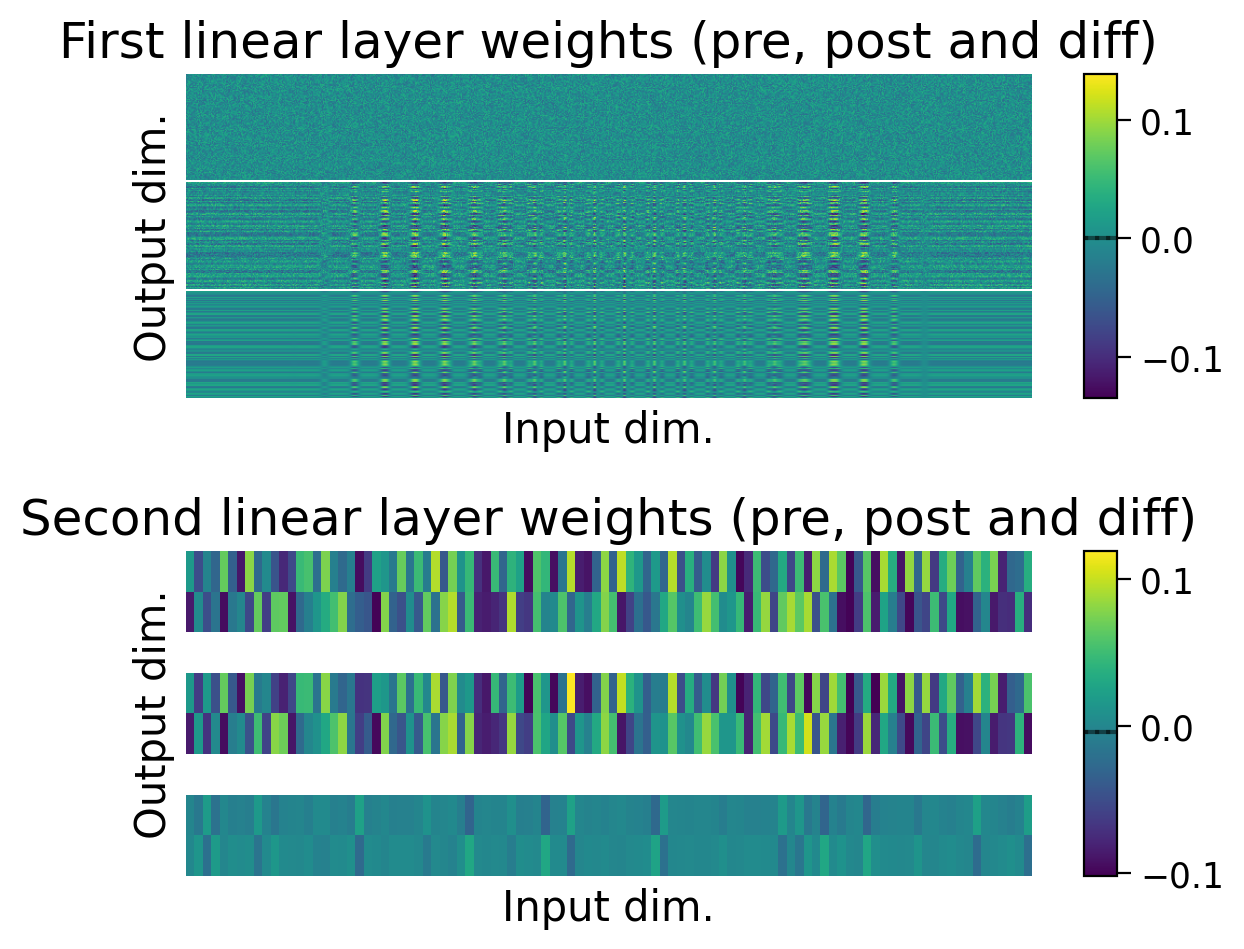 First linear layer weights (pre, post and diff)
Output dim.
0.1
0.0
−0.1
Input dim.
Second linear layer weights (pre, post and diff)
Output dim.
0.1
0.0
−0.1
Input dim.